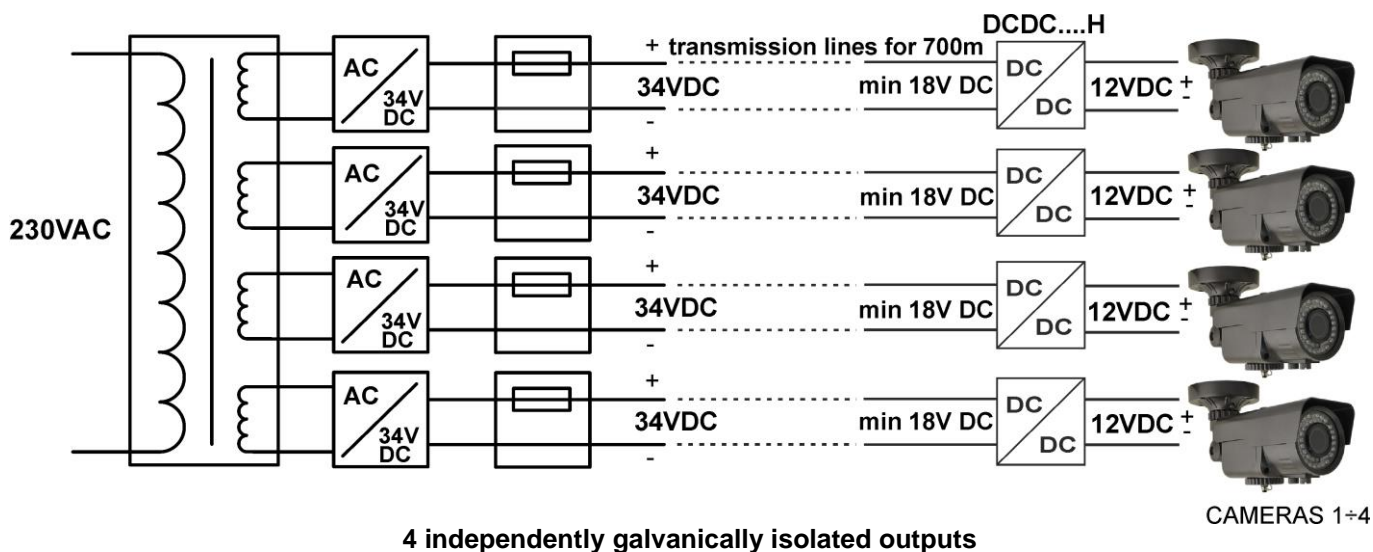 DCDC....H
AC
34V
DC
+ transmission lines for 700m
34VDC
-
min 18V DC
DC
DC
12VDC +
-
AC
34V
DC
+
34VDC
-
min 18V DC
DC
DC
12VDC +
-
230VAC
AC
34V
DC
+
34VDC
-
min 18V DC
DC
DC
12VDC +
-
AC
34V
DC
+
34VDC
-
min 18V DC
DC
DC
12VDC +
-
CAMERAS 1÷4
4 independently galvanically isolated outputs